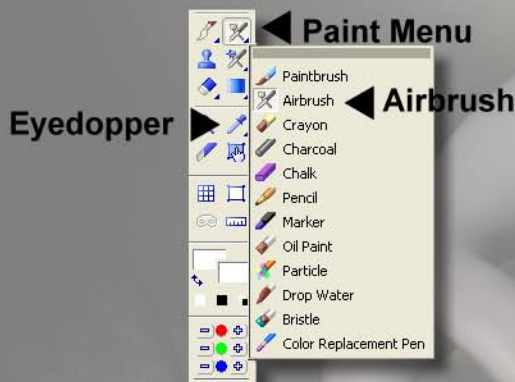 Paint Menu
Paintbrush
Airbrush
Airbrush
Eyedopper
Crayon
Charcoal
Chalk
Pencil
Marker
Oil Paint
Particle
Drop Water
Bristle
Color Replacement Pen